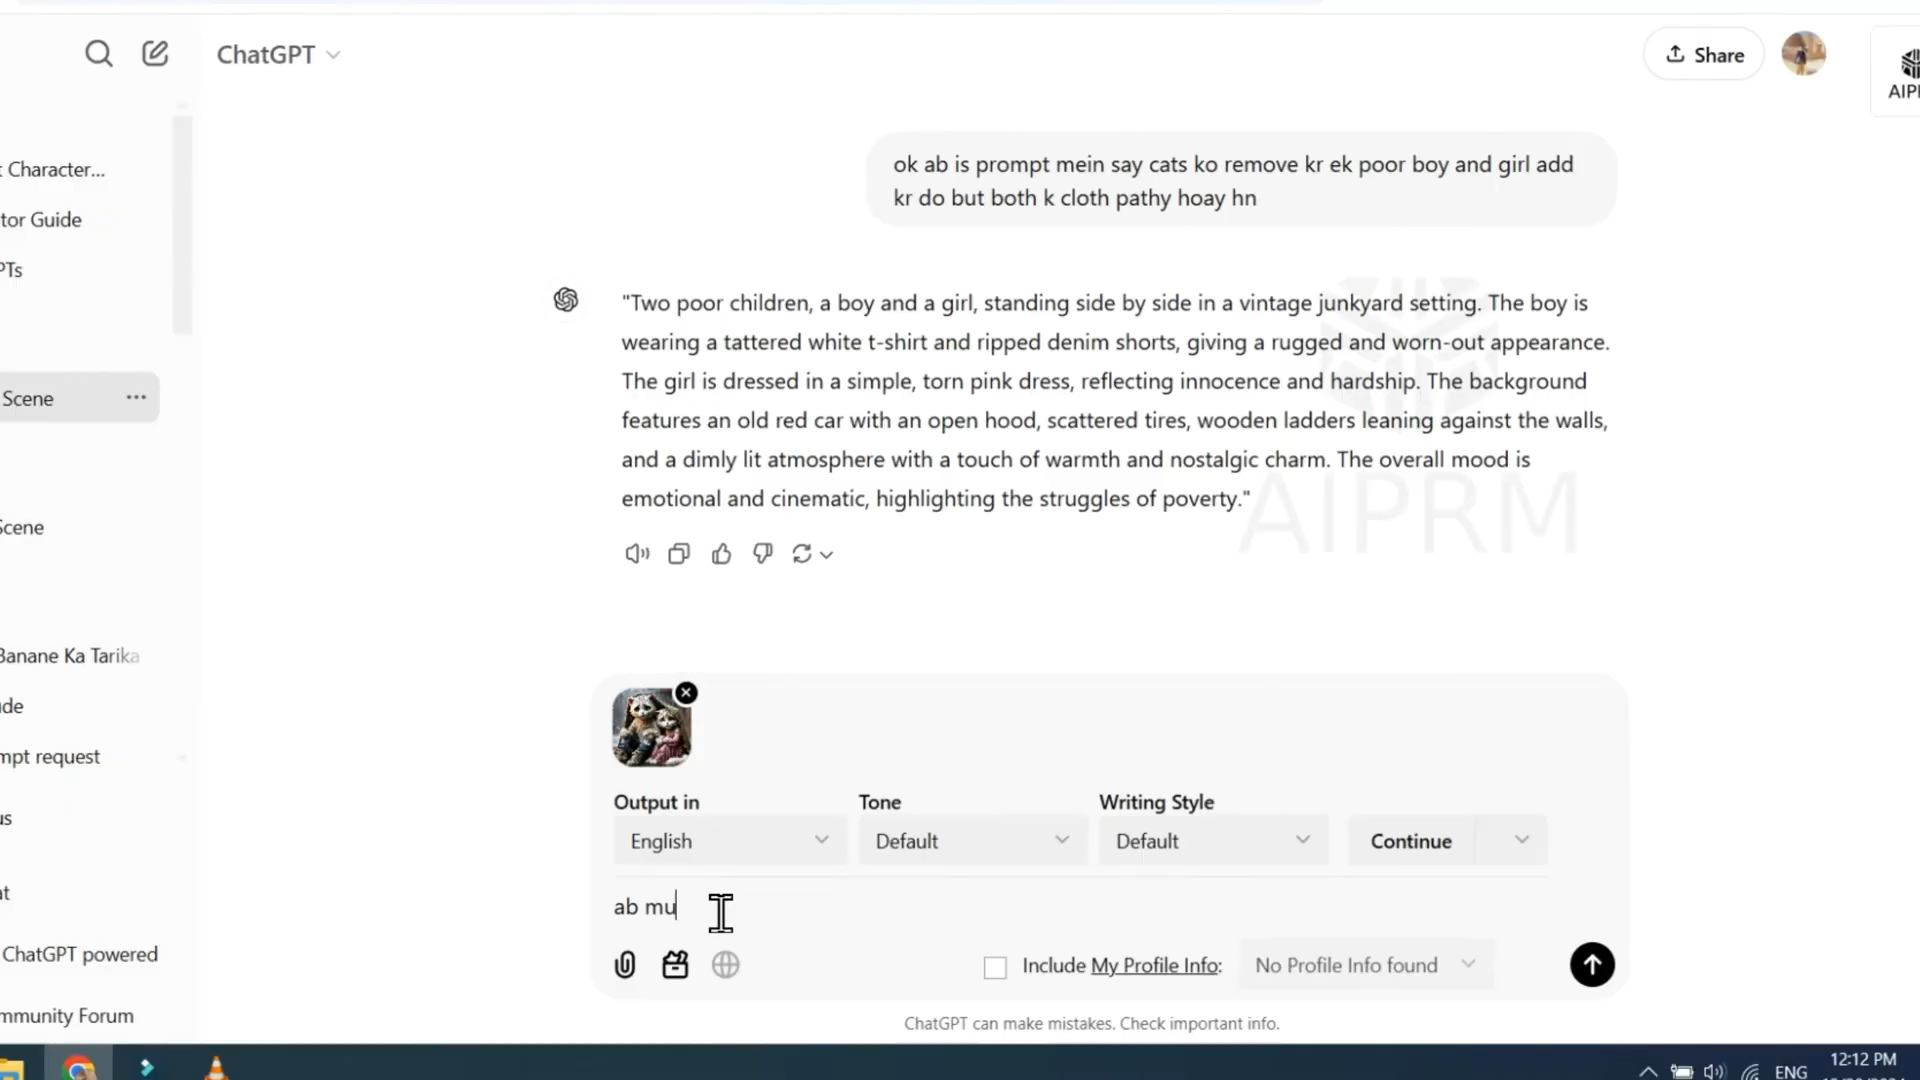 ChatGPT
Share
AIP
t Character...
tor Guide
PTs
Scene
Scene
Banane Ka Tarika
de
mpt request
us
at
ChatGPT powered
mmunity Forum
ok ab is prompt mein say cats ko remove kr ek poor boy and girl add
kr do but both k cloth pathy hoay hn
"Two poor children, a boy and a girl, standing side by side in a vintage junkyard setting. The boy is
wearing a tattered white t-shirt and ripped denim shorts, giving a rugged and worn-out appearance.
The girl is dressed in a simple, torn pink dress, reflecting innocence and hardship. The background
features an old red car with an open hood, scattered tires, wooden ladders leaning against the walls,
and a dimly lit atmosphere with a touch of warmth and nostalgic charm. The overall mood is
emotional and cinematic, highlighting the struggles of poverty."
AIPRM
Output in Tone Writing Style
English Default Default Continue
ab mu
Include My Profile Info: No Profile Info found
ChatGPT can make mistakes. Check important info.
ENG
12:12 PM